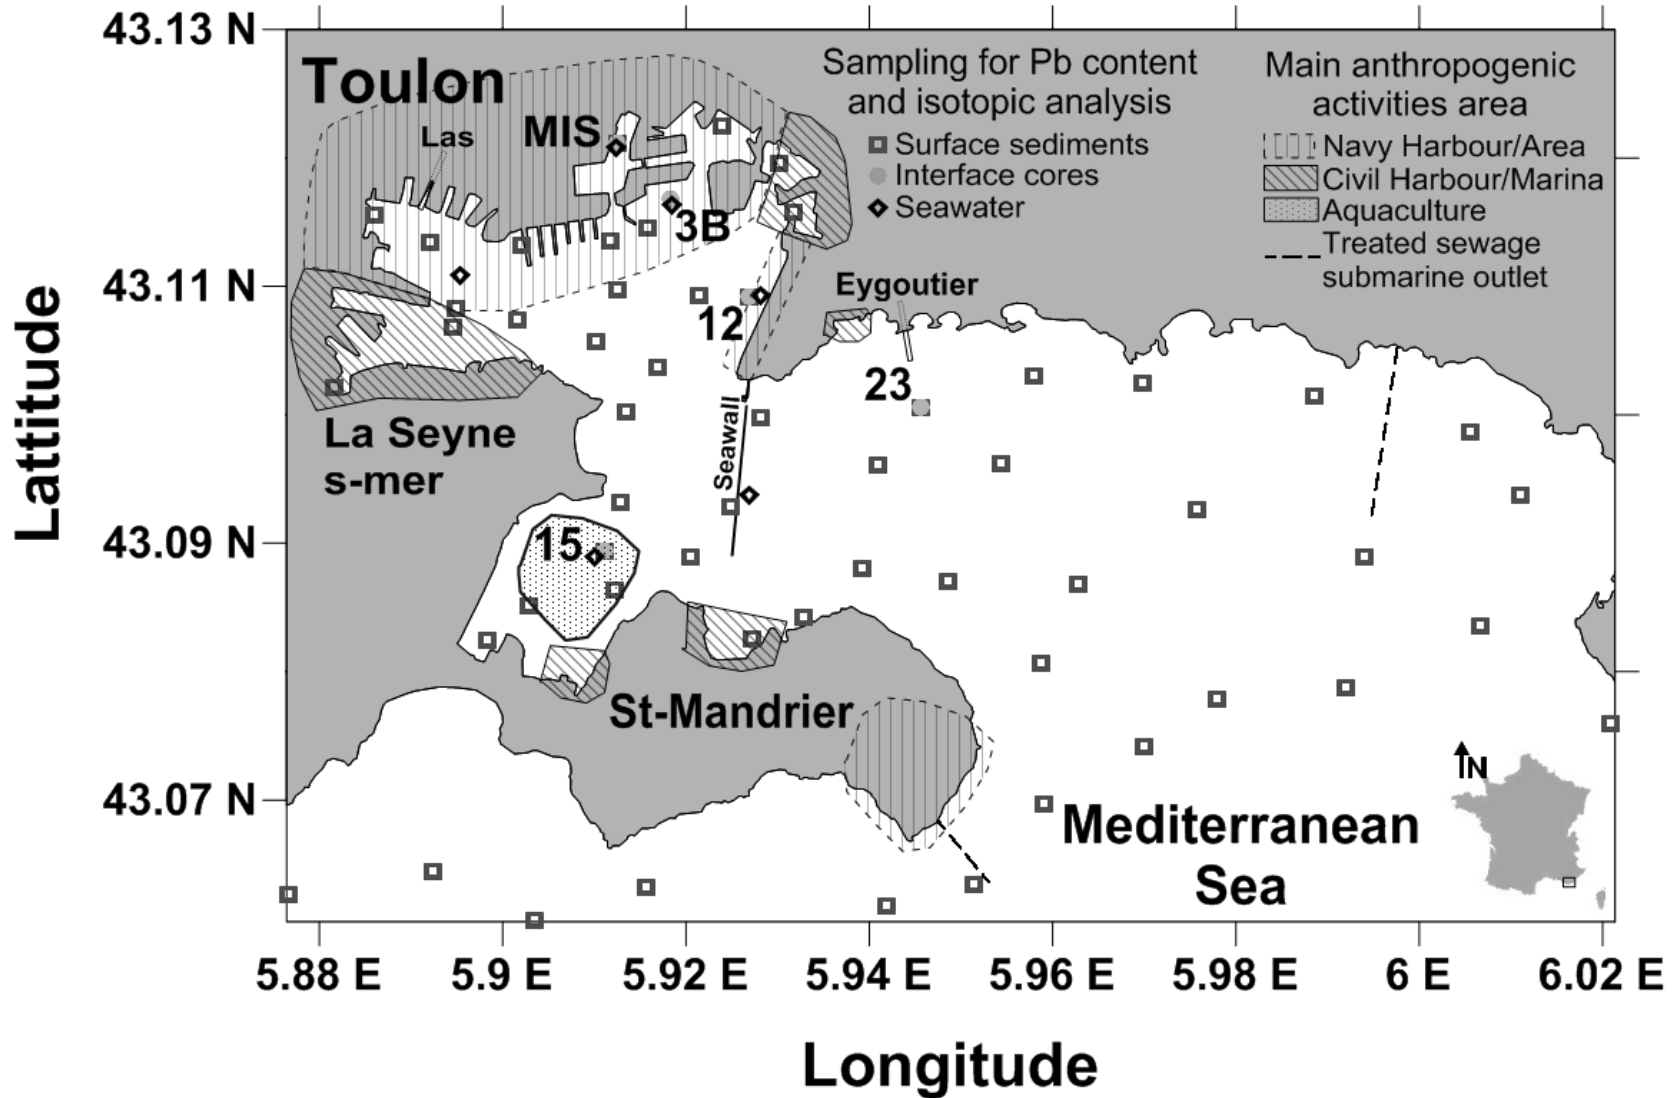 43.13 N
43.11 N
43.09 N
43.07 N
Lattitude
Toulon
Las
MIS
3B
12
Eygoutier
23
Seawall
La Seyne
s-mer
15
St-Mandrier
Sampling for Pb content
and isotopic analysis
Surface sediments
Interface cores
Seawater
Main anthropogenic
activities area
Navy Harbour/Area
Civil Harbour/Marina
Aquaculture
Treated sewage
submarine outlet
N
Mediterranean
Sea
5.88 E
5.9 E
5.92 E
5.94 E
5.96 E
5.98 E
6 E
6.02 E
Longitude